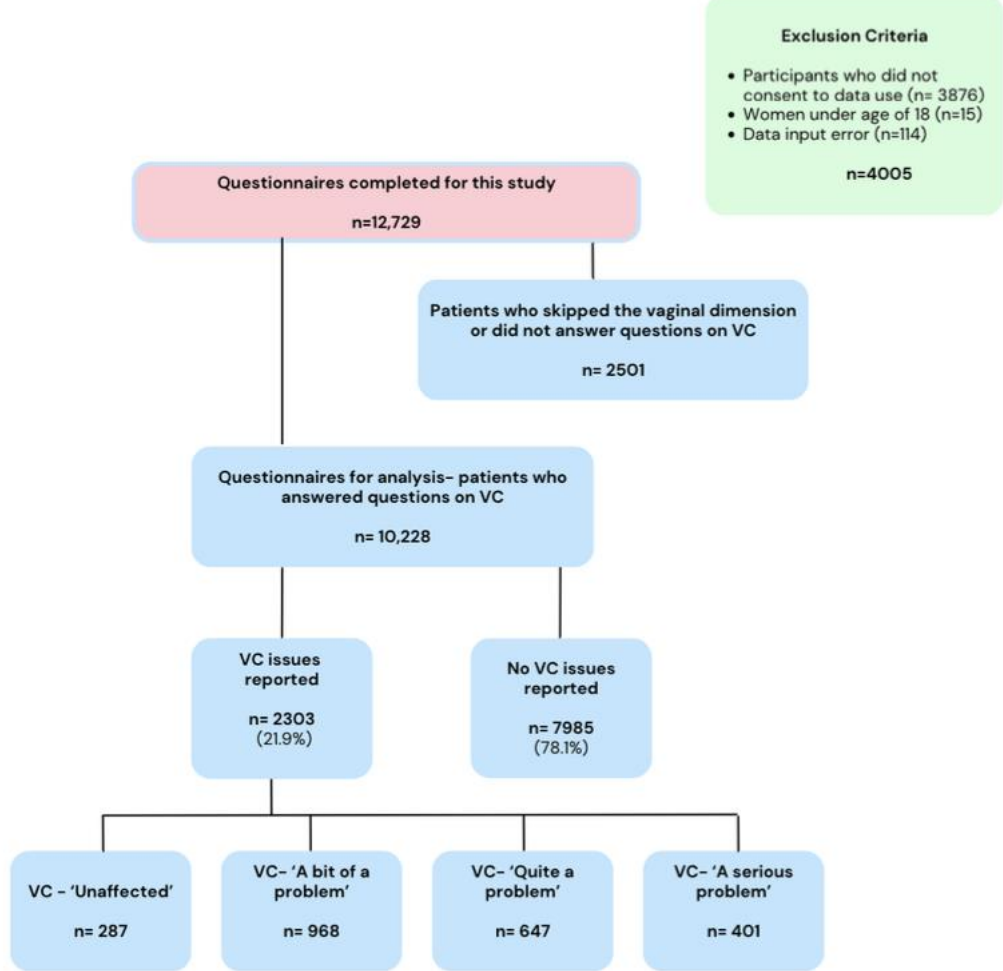 Exclusion Criteria
• Participants who did not
consent to data use (n= 3876)
• Women under age of 18 (n=15)
• Data input error (n=114)
n=4005
Questionnaires completed for this study
n=12,729
Patients who skipped the vaginal dimension
or did not answer questions on VC
n= 2501
Questionnaires for analysis- patients who
answered questions on VC
n= 10,228
VC issues
reported
n= 2303
(21.9%)
No VC issues
reported
n= 7985
(78.1%)
VC - ‘Unaffected’
n= 287
VC- ‘A bit of a
problem’
n= 968
VC- ‘Quite a
problem’
n= 647
VC- ‘A serious
problem’
n= 401